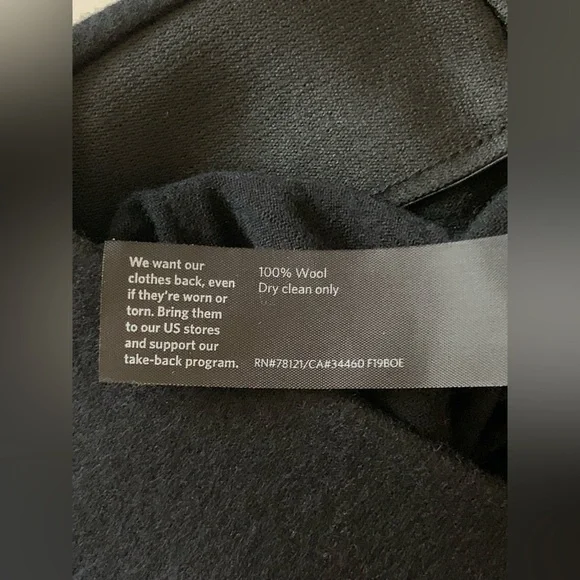 We want our
clothes back, even
if they're worn or
torn. Bring them
to our US stores
and support our
take-back program.
100% Wool
Dry clean only
RN#78121/CA#34460 F19BOE